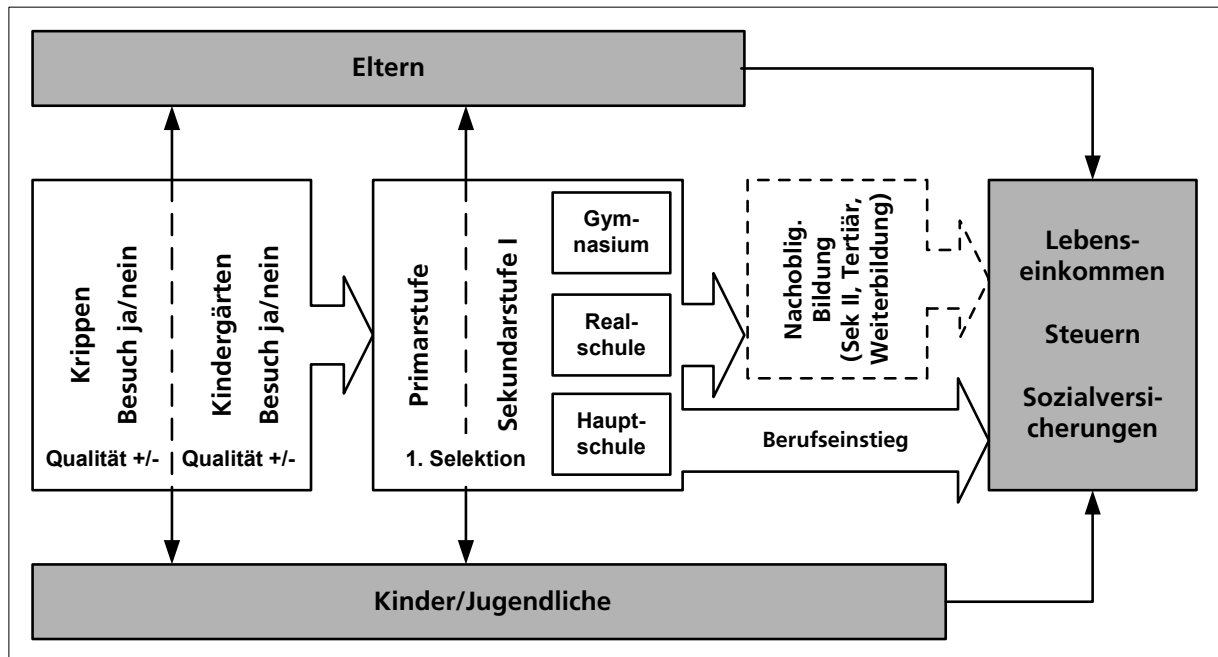 Eltern
Krippen
Besuch ja/nein
Kindergärten
Besuch ja/nein
Qualität +/-
Qualität +/-
Primarstufe
Sekundarstufe I
1. Selektion
Gym-
nasium
Real-
schule
Haupt-
schule
Nachoblig.
Bildung
(Sek II, Tertiär,
Weiterbildung)
Berufseinstieg
Lebens-
einkommen
Steuern
Sozialversi-
cherungen
Kinder/Jugendliche